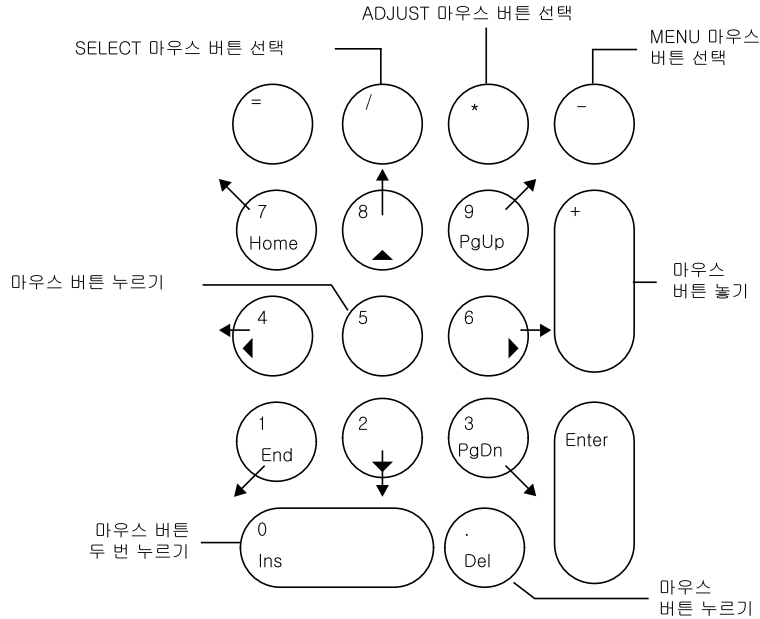 ADJUST 마우스 버튼 선택
SELECT 마우스 버튼 선택
MENU 마우스
버튼 선택
=
/
*
−
7
Home
8
9
PgUp
+
마우스 버튼 누르기
마우스
버튼 놓기
4
5
6
1
End
2
3
PgDn
Enter
마우스 버튼
두 번 누르기
0
Ins
.
Del
마우스
버튼 누르기